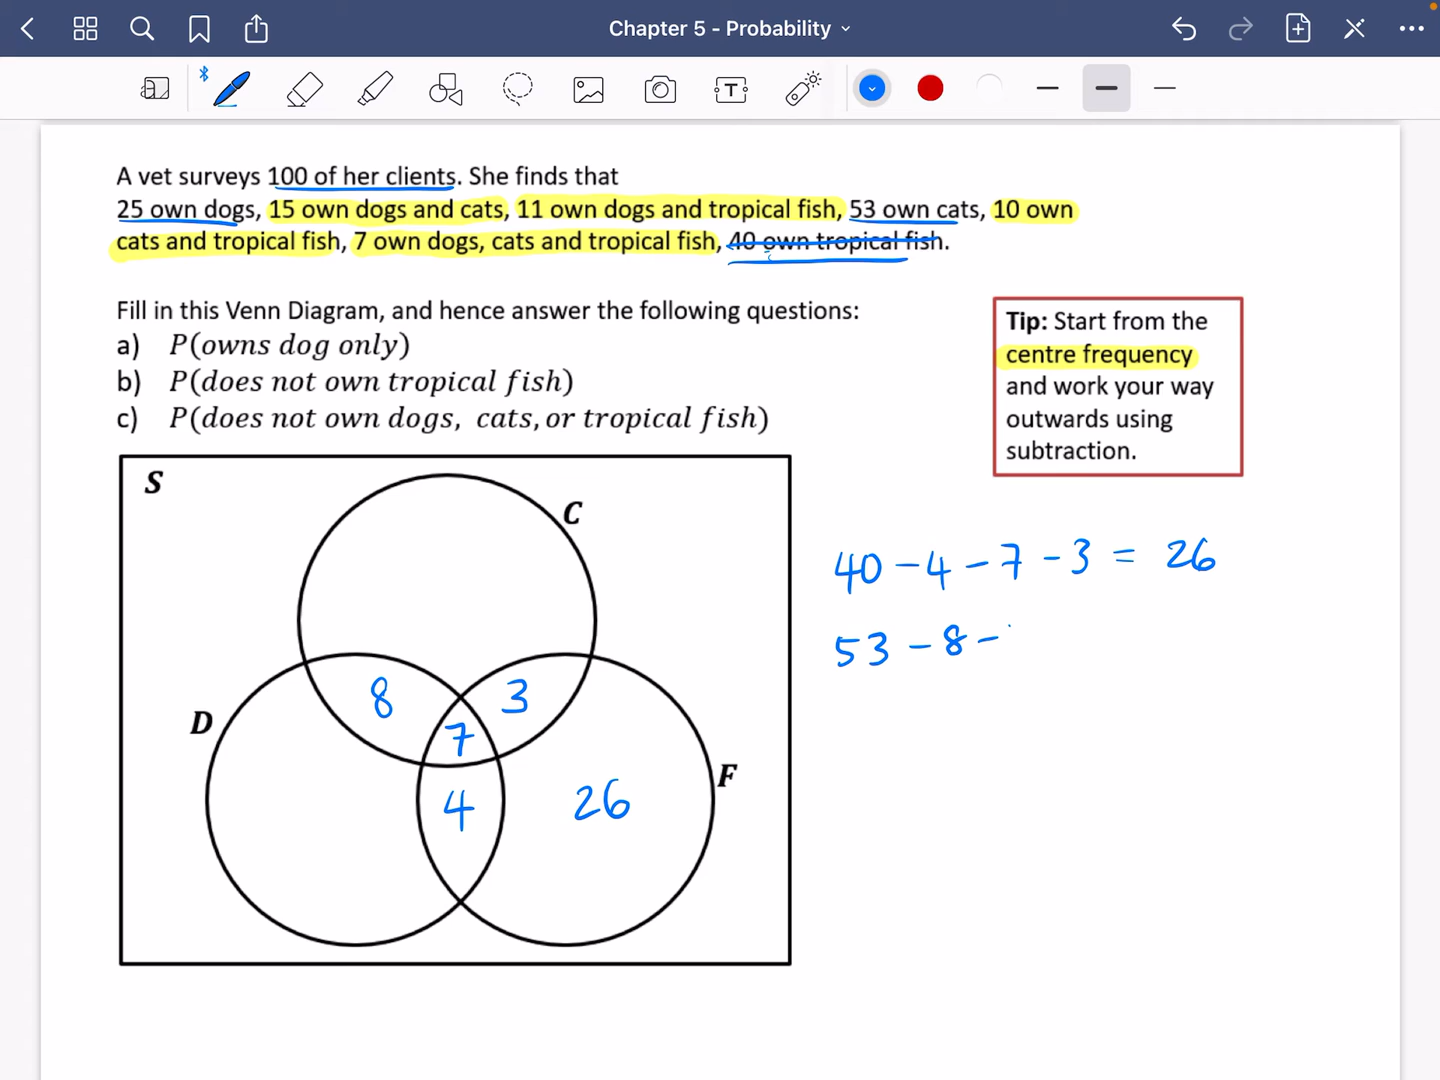 Chapter 5 - Probability
A vet surveys 100 of her clients. She finds that
25 own dogs, 15 own dogs and cats, 11 own dogs and tropical fish, 53 own cats, 10 own
cats and tropical fish, 7 own dogs, cats and tropical fish, 40 own tropical fish.
Fill in this Venn Diagram, and hence answer the following questions:
a) P(owns dog only)
b) P(does not own tropical fish)
c) P(does not own dogs, cats, or tropical fish)
Tip: Start from the
centre frequency
and work your way
outwards using
subtraction.
S
C
40 - 4 - 7 - 3 = 26
53 - 8 -
8
3
D
7
F
4
26